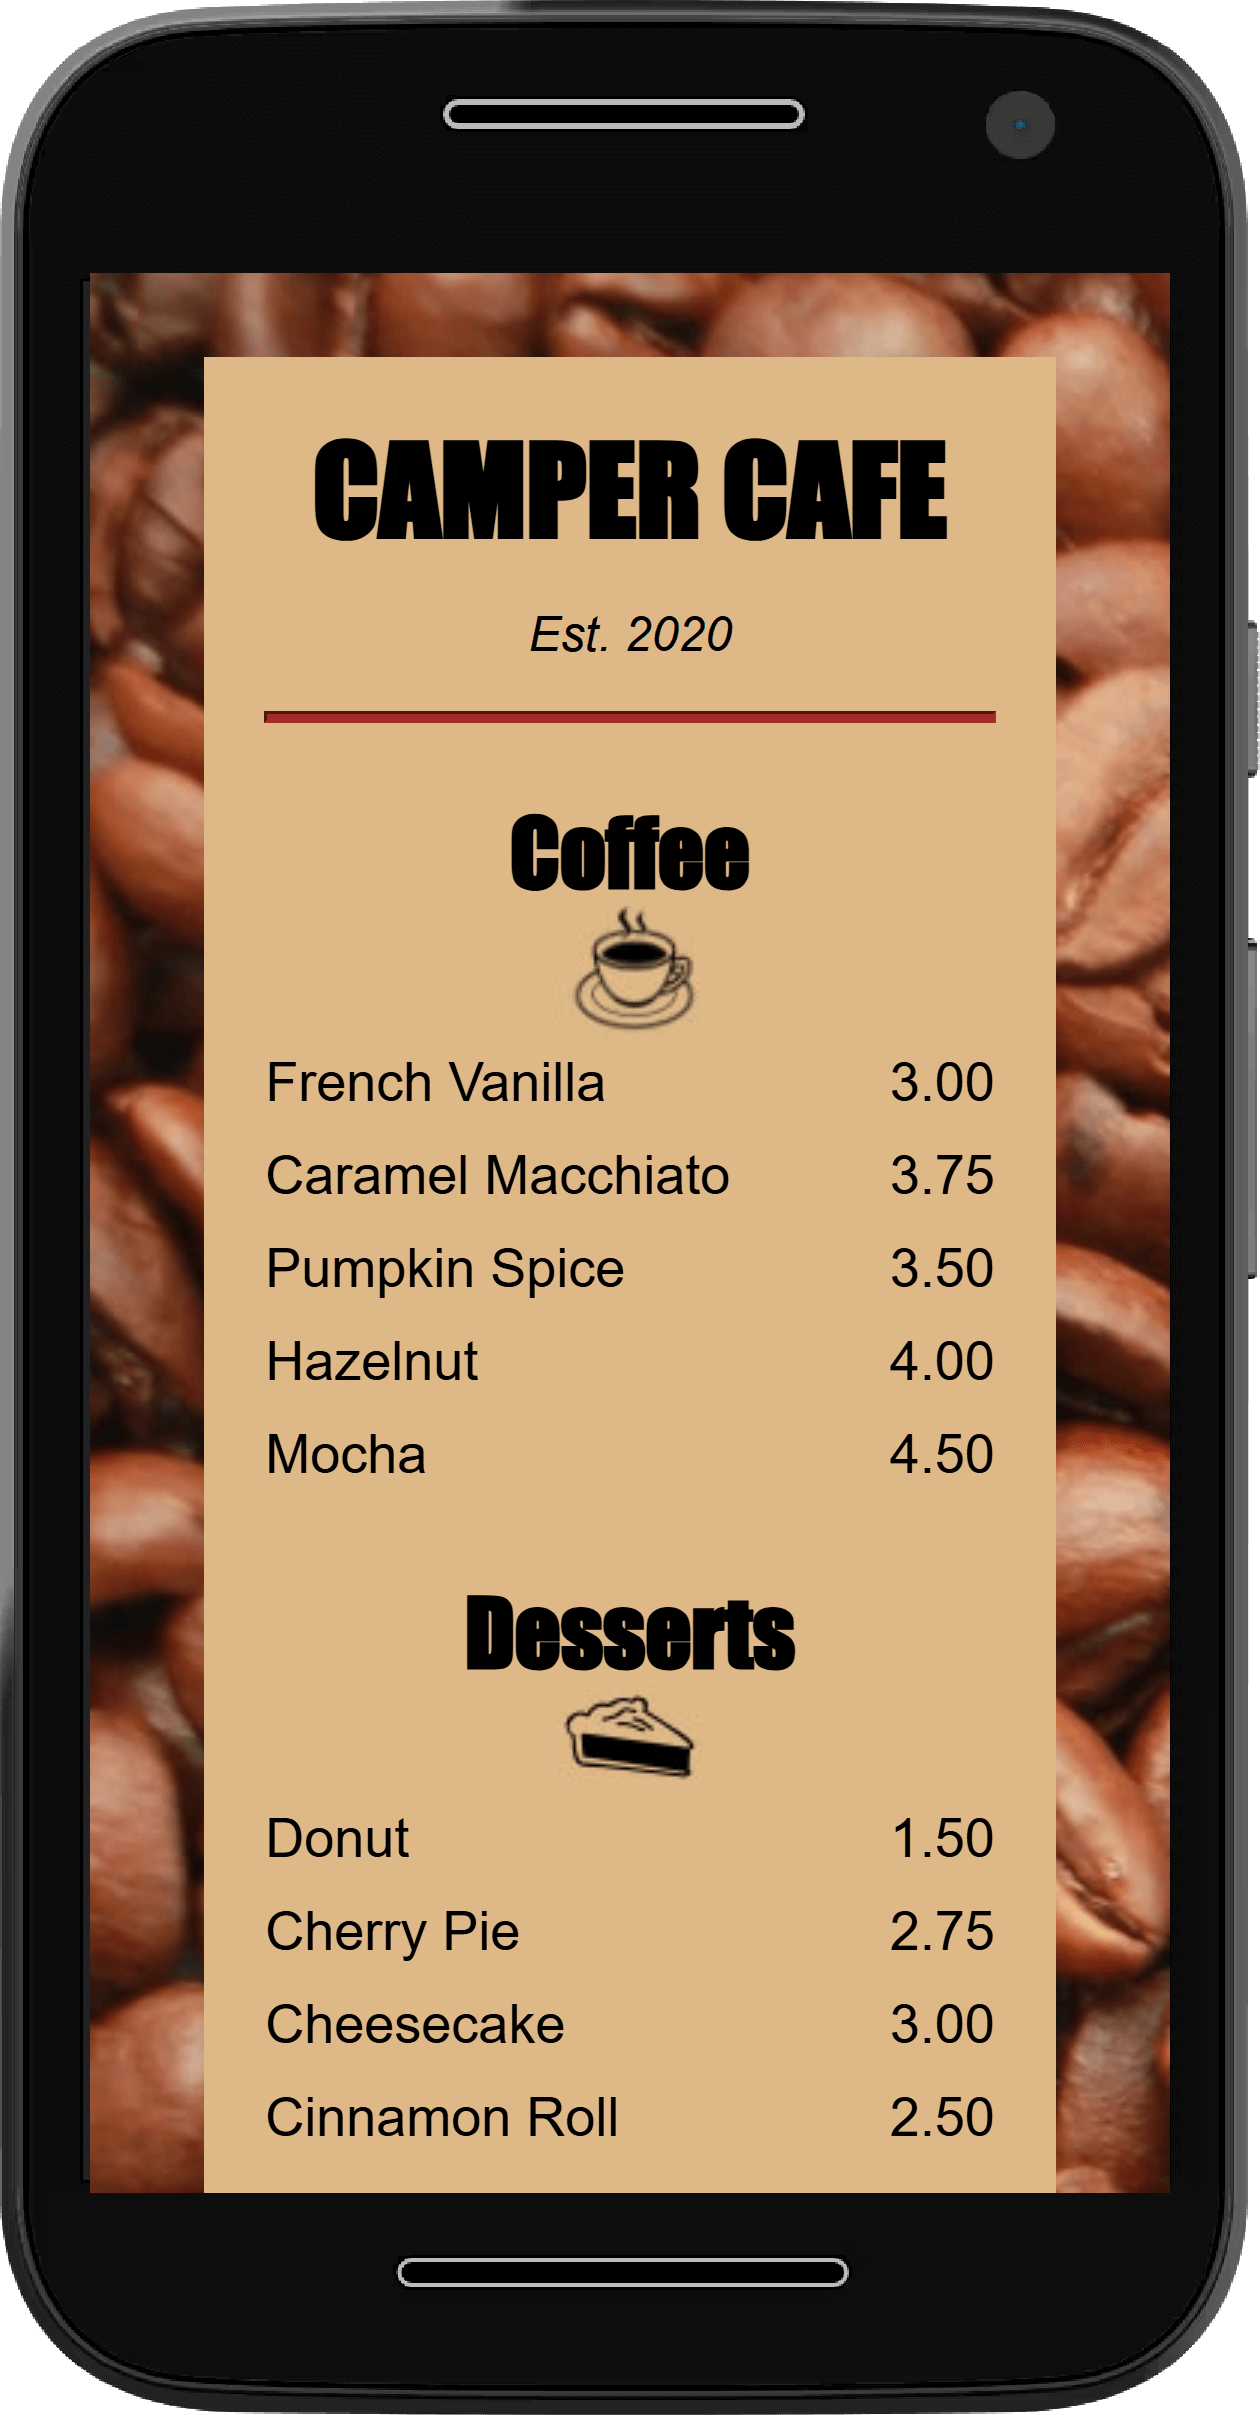 CAMPER CAFE
Est. 2020
Coffee
French Vanilla 3.00
Caramel Macchiato 3.75
Pumpkin Spice 3.50
Hazelnut 4.00
Mocha 4.50
Desserts
Donut 1.50
Cherry Pie 2.75
Cheesecake 3.00
Cinnamon Roll 2.50